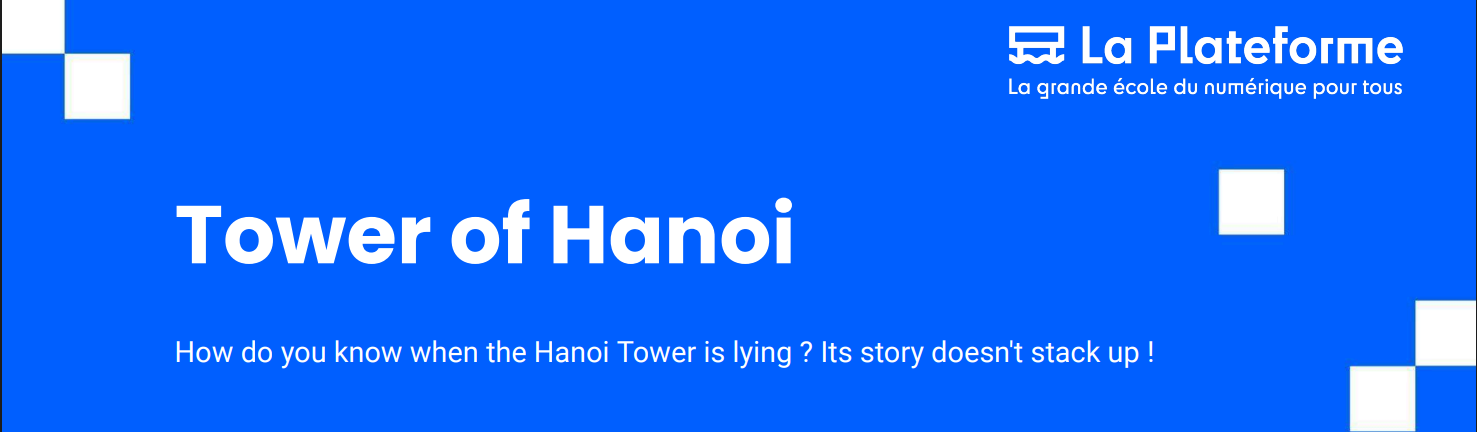 La Plateforme
La grande école du numérique pour tous
Tower of Hanoi
How do you know when the Hanoi Tower is lying ? Its story doesn't stack up !